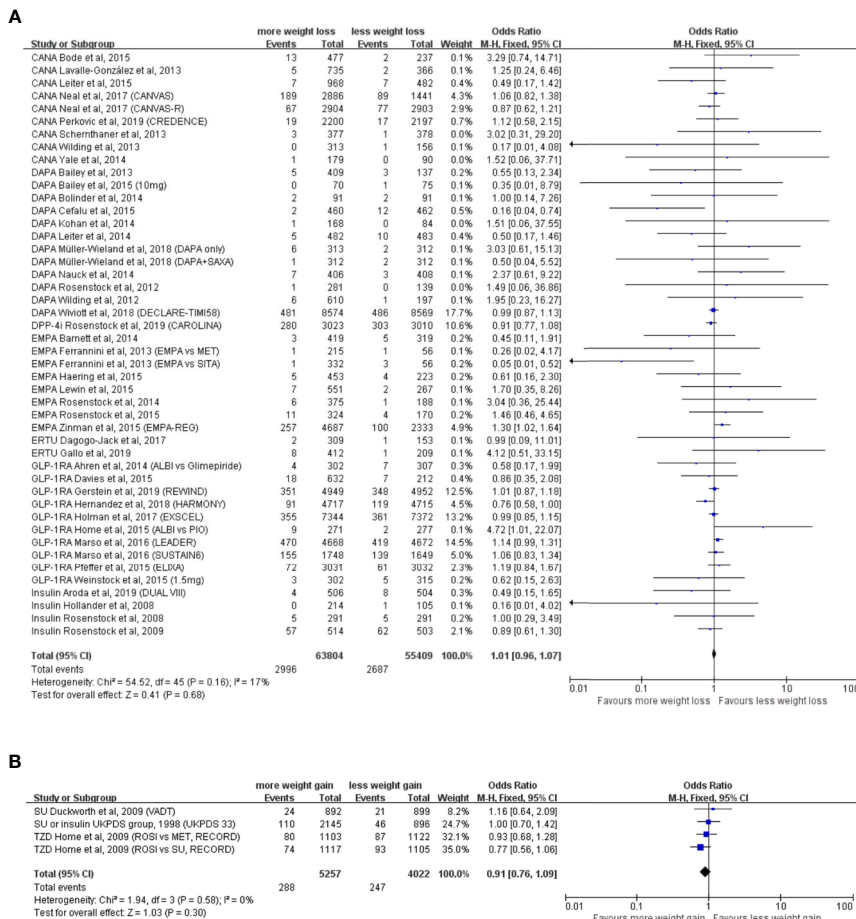 A
more weight loss less weight loss Odds Ratio Odds Ratio
Study or Subgroup Events Total Events Total Weight M-H, Fixed, 95% CI M-H, Fixed, 95% CI
CANA Bode et al, 2015 13 477 2 237 0.1% 3.29 [0.74, 14.71]
CANA Lavalle-González et al, 2013 5 735 2 366 0.1% 1.25 [0.24, 6.46]
CANA Leiter et al, 2015 7 968 7 482 0.3% 0.49 [0.17, 1.42]
CANA Neal et al, 2017 (CANVAS) 189 2886 89 1441 4.3% 1.06 [0.82, 1.38]
CANA Neal et al, 2017 (CANVAS-R) 67 2904 77 2903 2.9% 0.87 [0.62, 1.21]
CANA Perkovic et al, 2019 (CREDENCE) 19 2200 17 2197 0.6% 1.12 [0.58, 2.15]
CANA Schernthaner et al, 2013 3 377 1 378 0.0% 3.02 [0.31, 29.20]
CANA Wilding et al, 2013 0 313 1 156 0.1% 0.17 [0.01, 4.08]
CANA Yale et al, 2014 1 179 0 90 0.0% 1.52 [0.06, 37.71]
DAPA Bailey et al, 2013 5 409 3 137 0.2% 0.55 [0.13, 2.34]
DAPA Bailey et al, 2015 (10mg) 0 70 1 75 0.1% 0.35 [0.01, 8.79]
DAPA Bolinder et al, 2014 2 91 2 91 0.1% 1.00 [0.14, 7.26]
DAPA Cefalu et al, 2015 2 460 12 462 0.5% 0.16 [0.04, 0.74]
DAPA Kohan et al, 2014 1 168 0 84 0.0% 1.51 [0.06, 37.55]
DAPA Leiter et al, 2014 5 482 10 483 0.4% 0.50 [0.17, 1.46]
DAPA Müller-Wieland et al, 2018 (DAPA only) 6 313 2 312 0.1% 3.03 [0.61, 15.13]
DAPA Müller-Wieland et al, 2018 (DAPA+SAXA) 1 312 2 312 0.1% 0.50 [0.04, 5.52]
DAPA Nauck et al, 2014 7 406 3 408 0.1% 2.37 [0.61, 9.22]
DAPA Rosenstock et al, 2012 1 281 0 139 0.0% 1.49 [0.06, 36.86]
DAPA Wilding et al, 2012 6 610 1 197 0.1% 1.95 [0.23, 16.27]
DAPA Wiviott et al, 2018 (DECLARE-TIMI58) 481 8574 486 8569 17.7% 0.99 [0.87, 1.13]
DPP-4i Rosenstock et al, 2019 (CAROLINA) 280 3023 303 3010 10.6% 0.91 [0.77, 1.08]
EMPA Barnett et al, 2014 3 419 5 319 0.2% 0.45 [0.11, 1.91]
EMPA Ferrannini et al, 2013 (EMPA vs MET) 1 215 1 56 0.1% 0.26 [0.02, 4.17]
EMPA Ferrannini et al, 2013 (EMPA vs SITA) 1 332 3 56 0.2% 0.05 [0.01, 0.52]
EMPA Haering et al, 2015 5 453 4 223 0.2% 0.61 [0.16, 2.30]
EMPA Lewin et al, 2015 7 551 2 267 0.1% 1.70 [0.35, 8.26]
EMPA Rosenstock et al, 2014 6 375 1 188 0.0% 3.04 [0.36, 25.44]
EMPA Rosenstock et al, 2015 11 324 4 170 0.2% 1.46 [0.46, 4.65]
EMPA Zinman et al, 2015 (EMPA-REG) 257 4687 100 2333 4.9% 1.30 [1.02, 1.64]
ERTU Dagogo-Jack et al, 2017 2 309 1 153 0.0% 0.99 [0.09, 11.01]
ERTU Gallo et al, 2019 8 412 1 209 0.0% 4.12 [0.51, 33.15]
GLP-1RA Ahren et al, 2014 (ALBI vs Glimepiride) 4 302 7 307 0.3% 0.58 [0.17, 1.99]
GLP-1RA Davies et al, 2015 18 632 7 212 0.4% 0.86 [0.35, 2.08]
GLP-1RA Gerstein et al, 2019 (REWIND) 351 4949 348 4952 12.5% 1.01 [0.87, 1.18]
GLP-1RA Hernandez et al, 2018 (HARMONY) 91 4717 119 4715 4.5% 0.76 [0.58, 1.00]
GLP-1RA Holman et al, 2017 (EXSCEL) 355 7344 361 7372 13.2% 0.99 [0.85, 1.15]
GLP-1RA Home et al, 2015 (ALBI vs PIO) 9 271 2 277 0.1% 4.72 [1.01, 22.07]
GLP-1RA Marso et al, 2016 (LEADER) 470 4668 419 4672 14.5% 1.14 [0.99, 1.31]
GLP-1RA Marso et al, 2016 (SUSTAIN6) 155 1748 139 1649 5.0% 1.06 [0.83, 1.34]
GLP-1RA Pfeffer et al, 2015 (ELIXA) 72 3031 61 3032 2.3% 1.19 [0.84, 1.67]
GLP-1RA Weinstock et al, 2015 (1.5mg) 3 302 5 315 0.2% 0.62 [0.15, 2.63]
Insulin Aroda et al, 2019 (DUAL VIII) 4 506 8 504 0.3% 0.49 [0.15, 1.65]
Insulin Hollander et al, 2008 0 214 1 105 0.1% 0.16 [0.01, 4.02]
Insulin Rosenstock et al, 2008 5 291 5 291 0.2% 1.00 [0.29, 3.49]
Insulin Rosenstock et al, 2009 57 514 62 503 2.1% 0.89 [0.61, 1.30]
Total (95% CI) 63804 55409 100.0% 1.01 [0.96, 1.07]
Total events 2996 2687
Heterogeneity: Chi² = 54.52, df = 45 (P = 0.16); I² = 17%
Test for overall effect: Z = 0.41 (P = 0.68)
0.01 0.1 1 10 100
Favours more weight loss Favours less weight loss
B
more weight gain less weight gain Odds Ratio Odds Ratio
Study or Subgroup Events Total Events Total Weight M-H, Fixed, 95% CI M-H, Fixed, 95% CI
SU Duckworth et al, 2009 (VADT) 24 892 21 899 8.2% 1.16 [0.64, 2.09]
SU or insulin UKPDS group, 1998 (UKPDS 33) 110 2145 46 896 24.7% 1.00 [0.70, 1.42]
TZD Home et al, 2009 (ROSI vs MET, RECORD) 80 1103 87 1122 32.1% 0.93 [0.68, 1.28]
TZD Home et al, 2009 (ROSI vs SU, RECORD) 74 1117 93 1105 35.0% 0.77 [0.56, 1.06]
Total (95% CI) 5257 4022 100.0% 0.91 [0.76, 1.09]
Total events 288 247
Heterogeneity: Chi² = 1.94, df = 3 (P = 0.58); I² = 0%
Test for overall effect: Z = 1.03 (P = 0.30)
0.01 0.1 1 10 100
Favours more weight gain Favours less weight gain